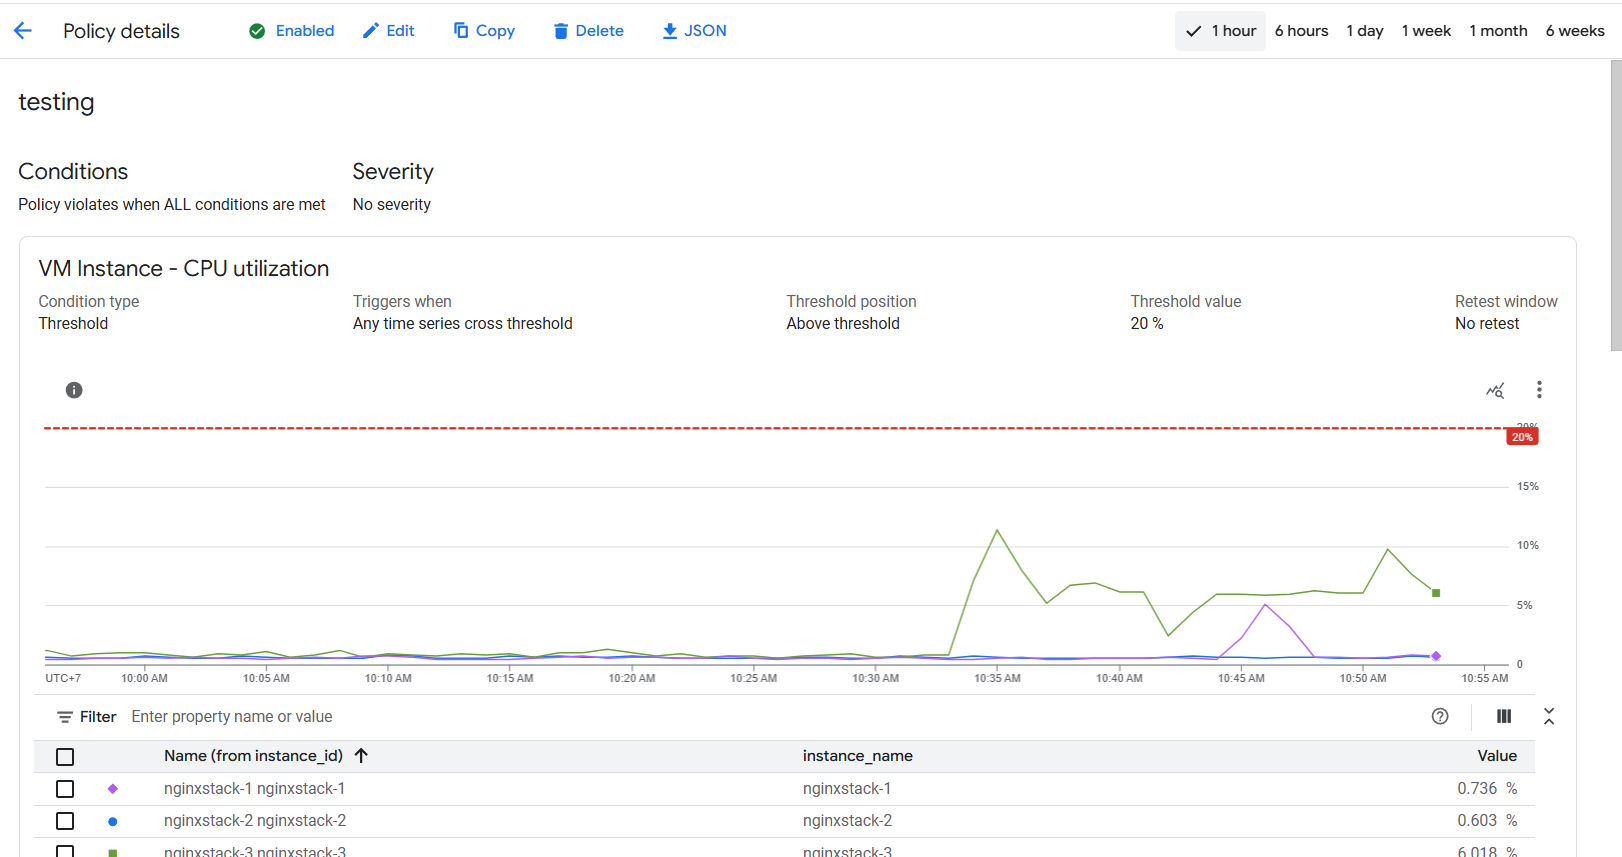 Policy details
Enabled
Edit
Copy
Delete
JSON
1 hour
6 hours
1 day
1 week
1 month
6 weeks
testing
Conditions
Severity
Policy violates when ALL conditions are met
No severity
VM Instance - CPU utilization
Condition type
Triggers when
Threshold position
Threshold value
Retest window
Threshold
Any time series cross threshold
Above threshold
20 %
No retest
20%
20%
15%
10%
5%
0
UTC+7
10:00 AM
10:05 AM
10:10 AM
10:15 AM
10:20 AM
10:25 AM
10:30 AM
10:35 AM
10:40 AM
10:45 AM
10:50 AM
10:55 AM
Filter
Enter property name or value
Name (from instance_id)
instance_name
Value
nginxstack-1 nginxstack-1
nginxstack-1
0.736 %
nginxstack-2 nginxstack-2
nginxstack-2
0.603 %
nginxstack-3 nginxstack-3
nginxstack-3
6.018 %